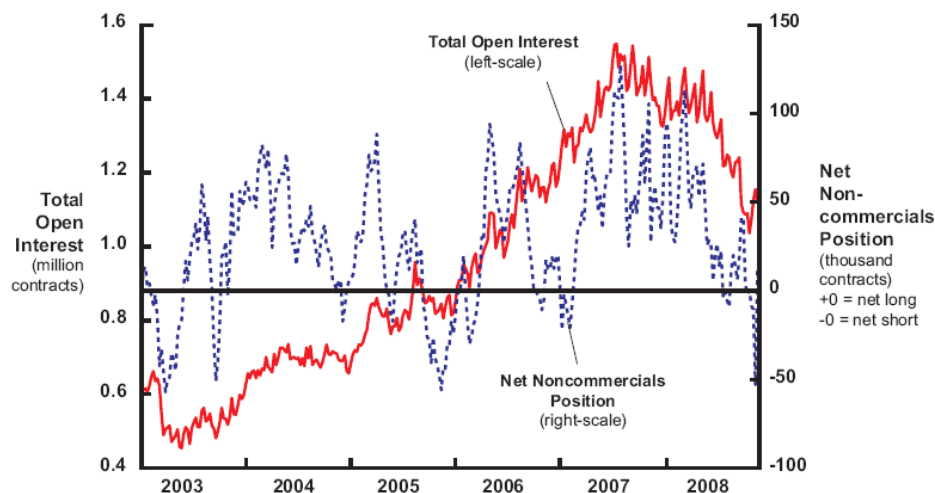 1.6
1.4
1.2
1.0
0.8
0.6
0.4
Total
Open
Interest
(million
contracts)
Total Open Interest
(left-scale)
Net Noncommercials
Position
(right-scale)
150
100
50
0
-50
-100
Net
Non-
commercials
Position
(thousand
contracts)
+0 = net long
-0 = net short
2003
2004
2005
2006
2007
2008